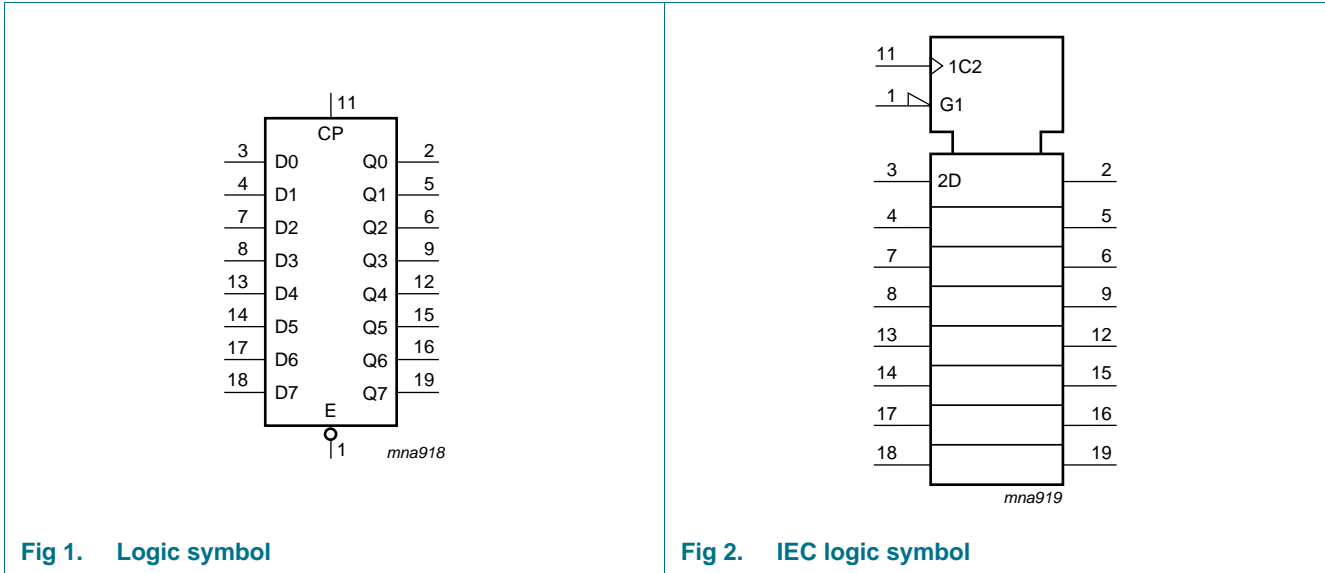 11
CP
3 D0 Q0 2
4 D1 Q1 5
7 D2 Q2 6
8 D3 Q3 9
13 D4 Q4 12
14 D5 Q5 15
17 D6 Q6 16
18 D7 Q7 19
E
1
mna918
Fig 1. Logic symbol
11 1C2
1 G1
3 2D 2
4 5
7 6
8 9
13 12
14 15
17 16
18 19
mna919
Fig 2. IEC logic symbol